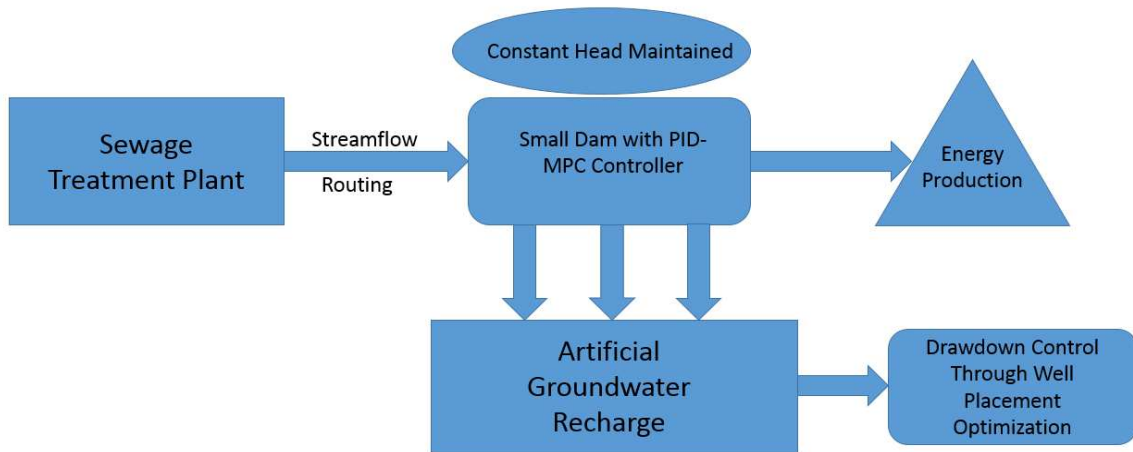 Constant Head Maintained
Sewage
Treatment Plant
Streamflow
Routing
Small Dam with PID-
MPC Controller
Energy
Production
Artificial
Groundwater
Recharge
Drawdown Control
Through Well
Placement
Optimization